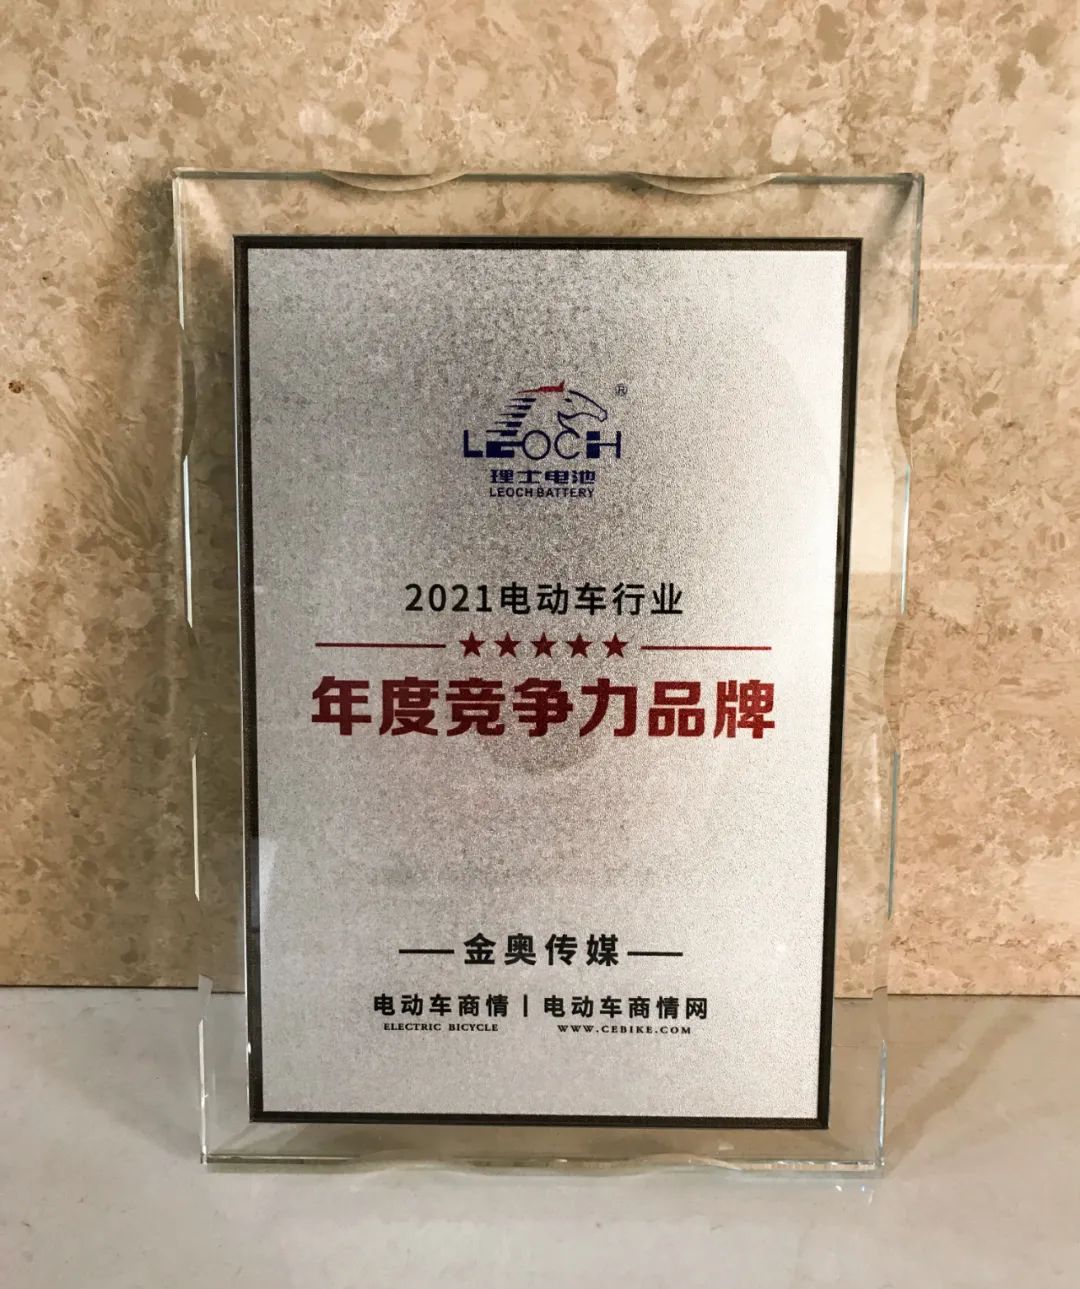 LEOCH®
理士电池
LEOCH BATTERY
2021电动车行业
年度竞争力品牌
金奥传媒
电动车商情 | 电动车商情网
ELECTRIC BICYCLE WWW.CEBIKE.COM